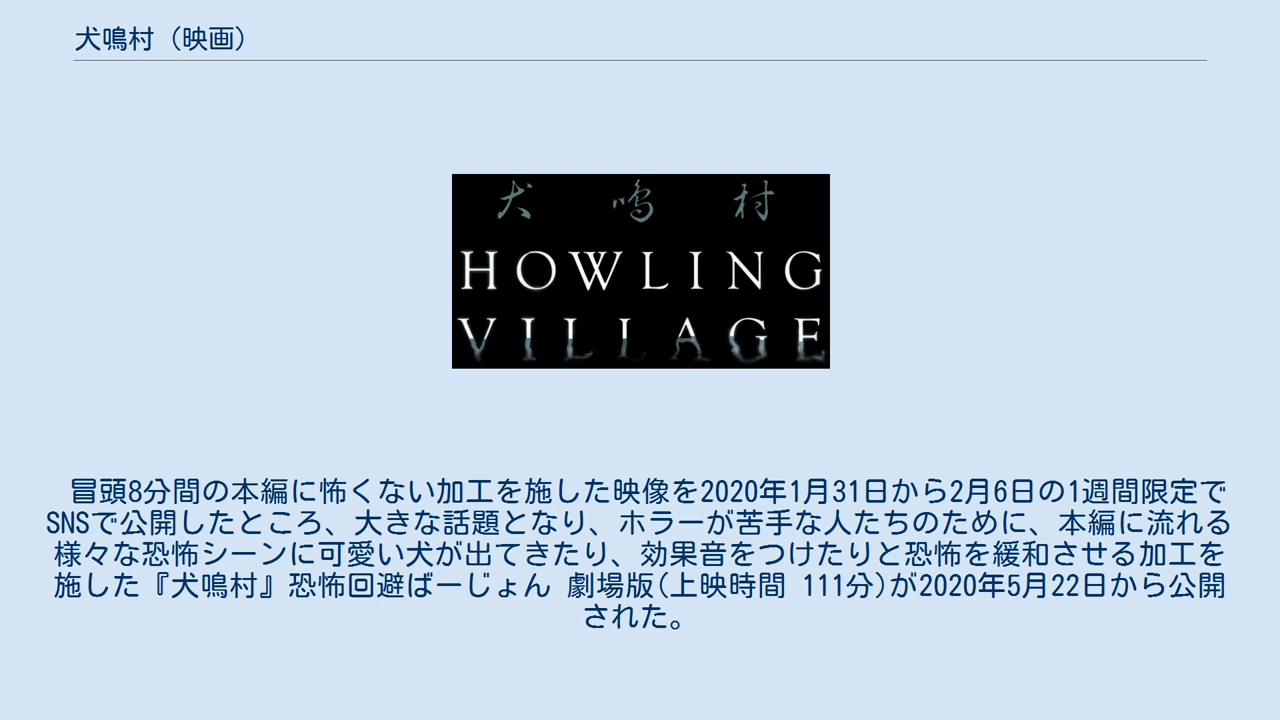 犬鳴村（映画）
犬 鳴 村
HOWLING
VILLAGE
冒頭8分間の本編に怖くない加工を施した映像を2020年1月31日から2月6日の1週間限定で
SNSで公開したところ、大きな話題となり、ホラーが苦手な人たちのために、本編に流れる
様々な恐怖シーンに可愛い犬が出てきたり、効果音をつけたりと恐怖を緩和させる加工を
施した『犬鳴村』恐怖回避ばーじょん 劇場版(上映時間 111分)が2020年5月22日から公開
された。